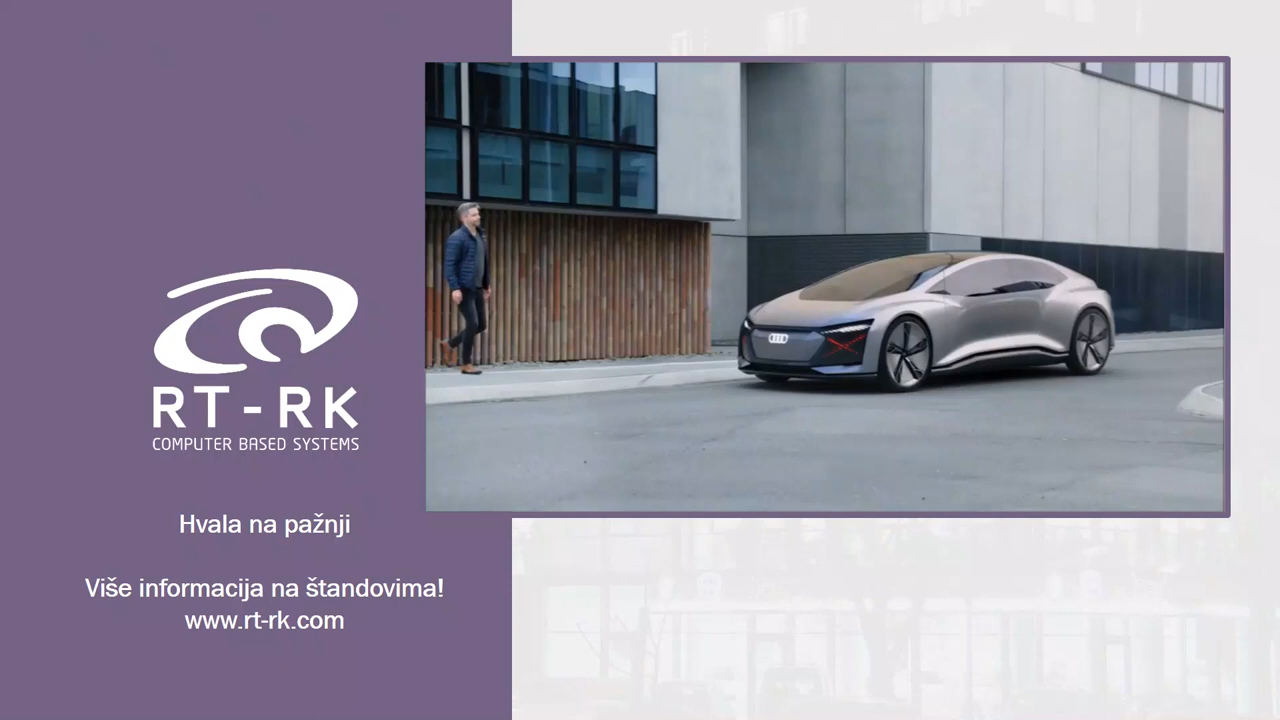 RT-RK
COMPUTER BASED SYSTEMS
Hvala na pažnji
Više informacija na štandovima!
www.rt-rk.com